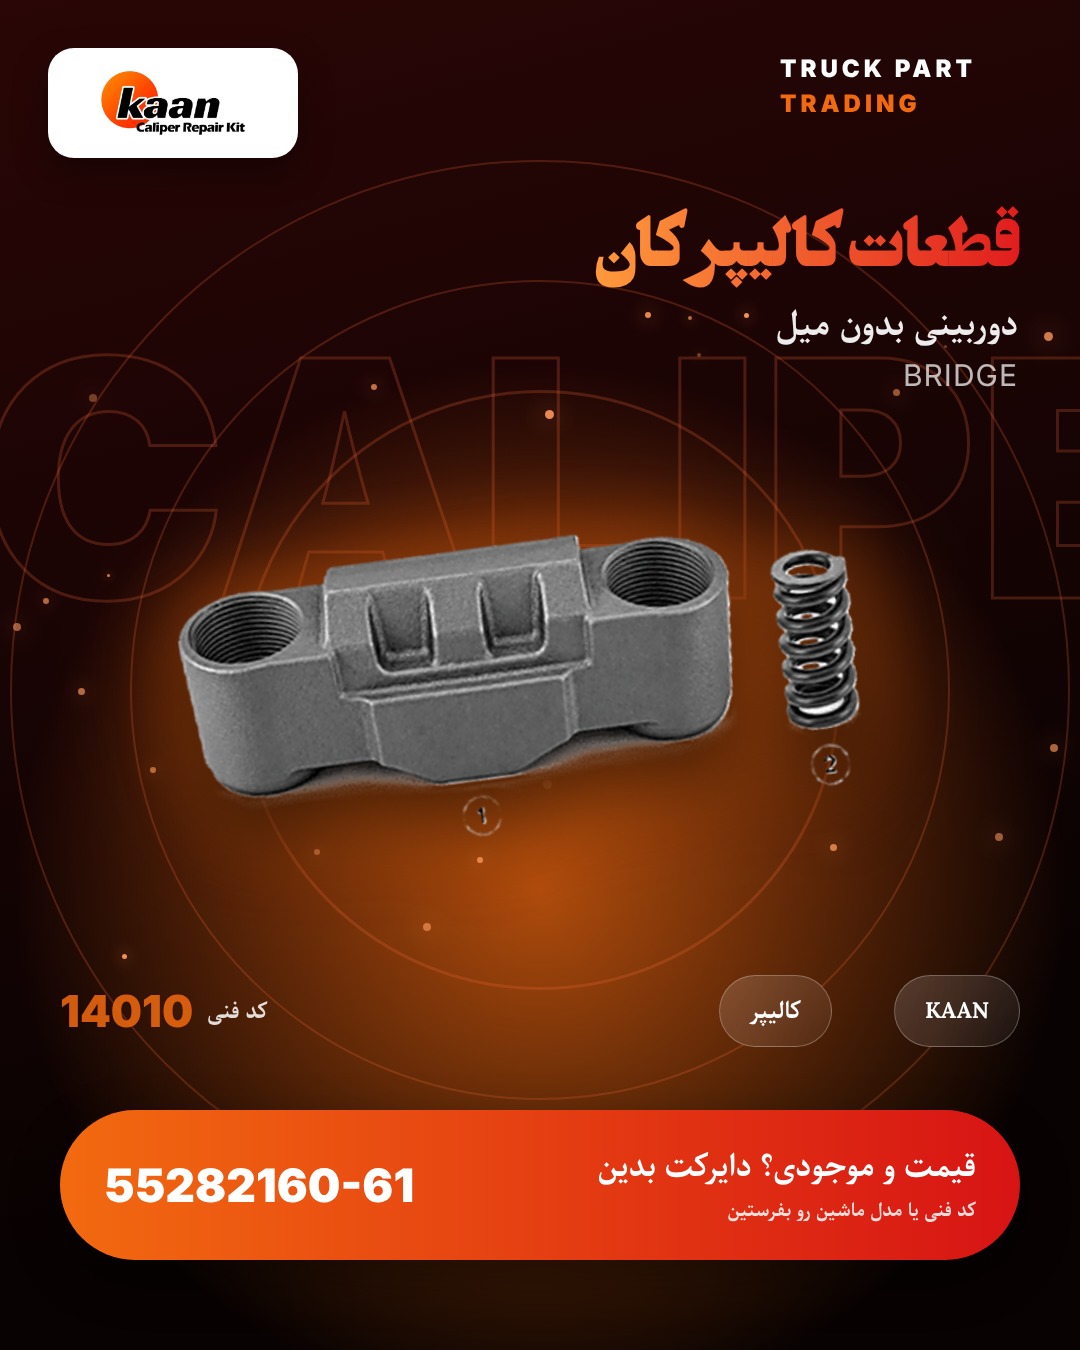 kaan
Caliper Repair Kit
TRUCK PART
TRADING
قطعات کالیپر کان
دوربینی بدون میل
BRIDGE
CALIPE
1
2
14010 کد فنی
کالیپر
KAAN
قیمت و موجودی؟ دایرکت بدین
کد فنی یا مدل ماشین رو بفرستین
55282160-61